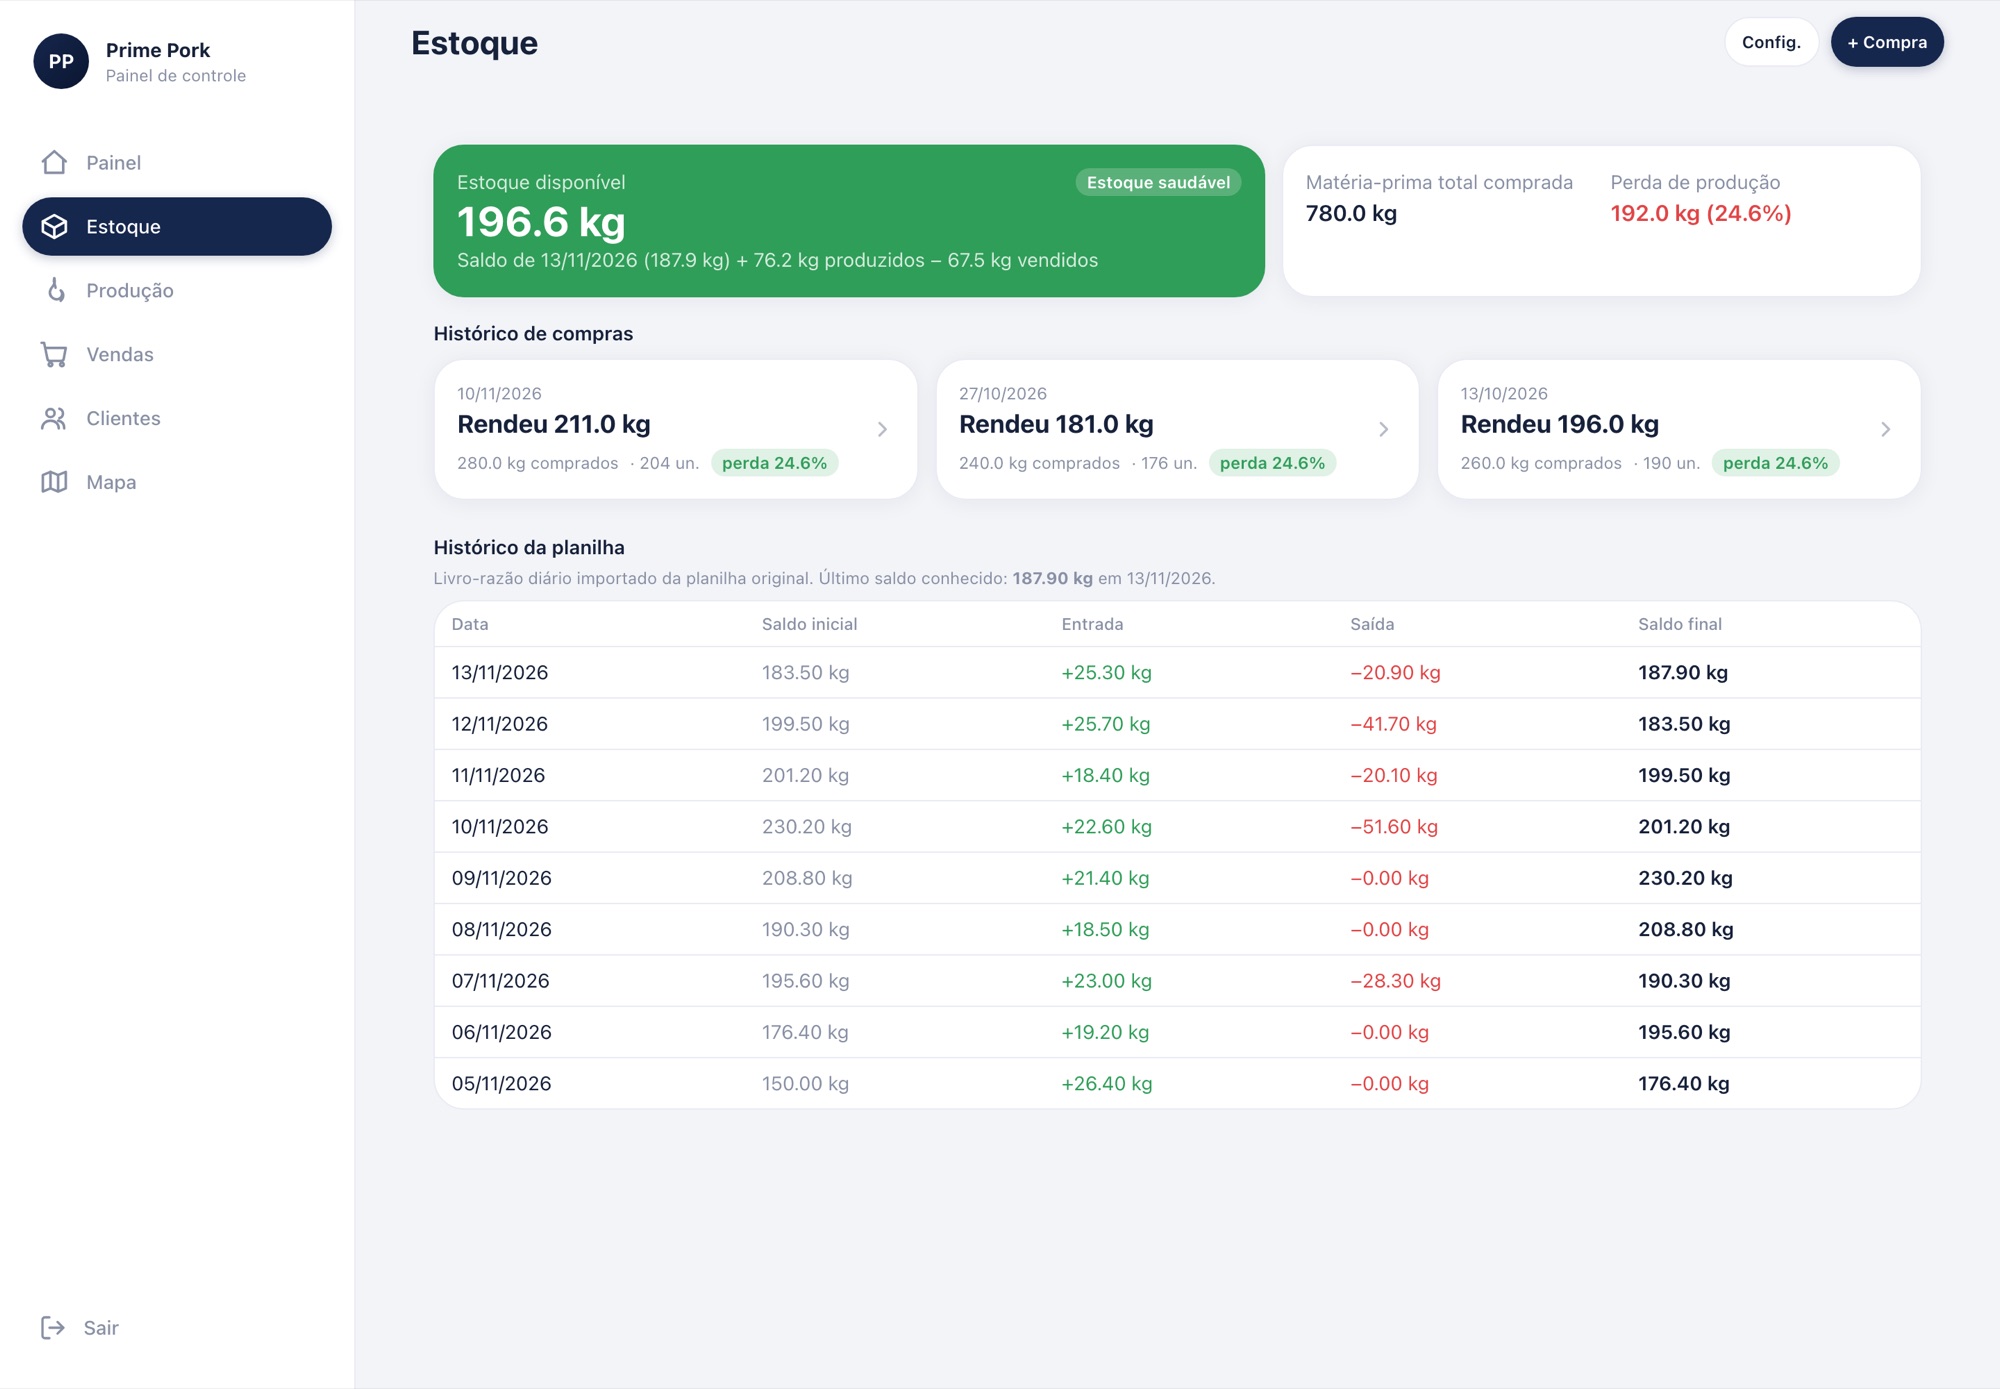 PP
Prime Pork
Painel de controle
Painel
Estoque
Produção
Vendas
Clientes
Mapa
Sair
Estoque
Config.
+ Compra
Estoque disponível
Estoque saudável
196.6 kg
Saldo de 13/11/2026 (187.9 kg) + 76.2 kg produzidos – 67.5 kg vendidos
Matéria-prima total comprada
780.0 kg
Perda de produção
192.0 kg (24.6%)
Histórico de compras
10/11/2026
Rendeu 211.0 kg
280.0 kg comprados · 204 un. perda 24.6%
27/10/2026
Rendeu 181.0 kg
240.0 kg comprados · 176 un. perda 24.6%
13/10/2026
Rendeu 196.0 kg
260.0 kg comprados · 190 un. perda 24.6%
Histórico da planilha
Livro-razão diário importado da planilha original. Último saldo conhecido: 187.90 kg em 13/11/2026.
Data Saldo inicial Entrada Saída Saldo final
13/11/2026 183.50 kg +25.30 kg –20.90 kg 187.90 kg
12/11/2026 199.50 kg +25.70 kg –41.70 kg 183.50 kg
11/11/2026 201.20 kg +18.40 kg –20.10 kg 199.50 kg
10/11/2026 230.20 kg +22.60 kg –51.60 kg 201.20 kg
09/11/2026 208.80 kg +21.40 kg –0.00 kg 230.20 kg
08/11/2026 190.30 kg +18.50 kg –0.00 kg 208.80 kg
07/11/2026 195.60 kg +23.00 kg –28.30 kg 190.30 kg
06/11/2026 176.40 kg +19.20 kg –0.00 kg 195.60 kg
05/11/2026 150.00 kg +26.40 kg –0.00 kg 176.40 kg